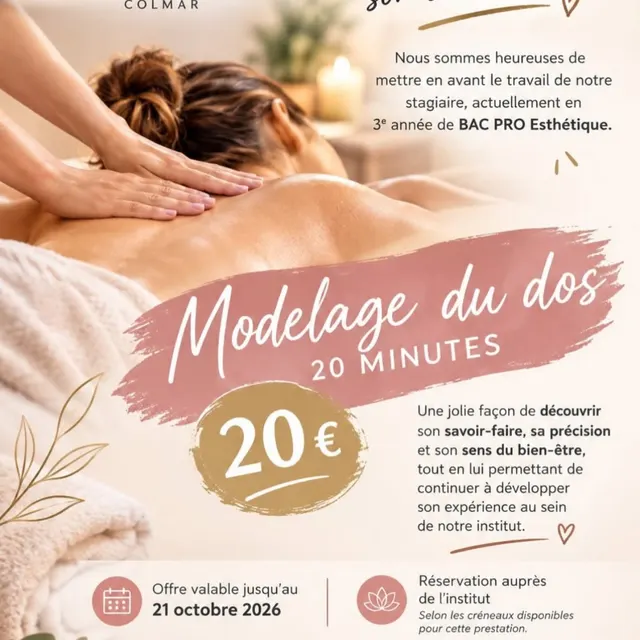 COLMAR
Nous sommes heureuses de
mettre en avant le travail de notre
stagiaire, actuellement en
3e année de BAC PRO Esthétique.
Modelage du dos
20 MINUTES
20 €
Une jolie façon de découvrir
son savoir-faire, sa précision
et son sens du bien-être,
tout en lui permettant de
continuer à développer
son expérience au sein
de notre institut.
Offre valable jusqu'au
21 octobre 2026
Réservation auprès
de l'institut
Selon les créneaux disponibles
pour cette prestation.